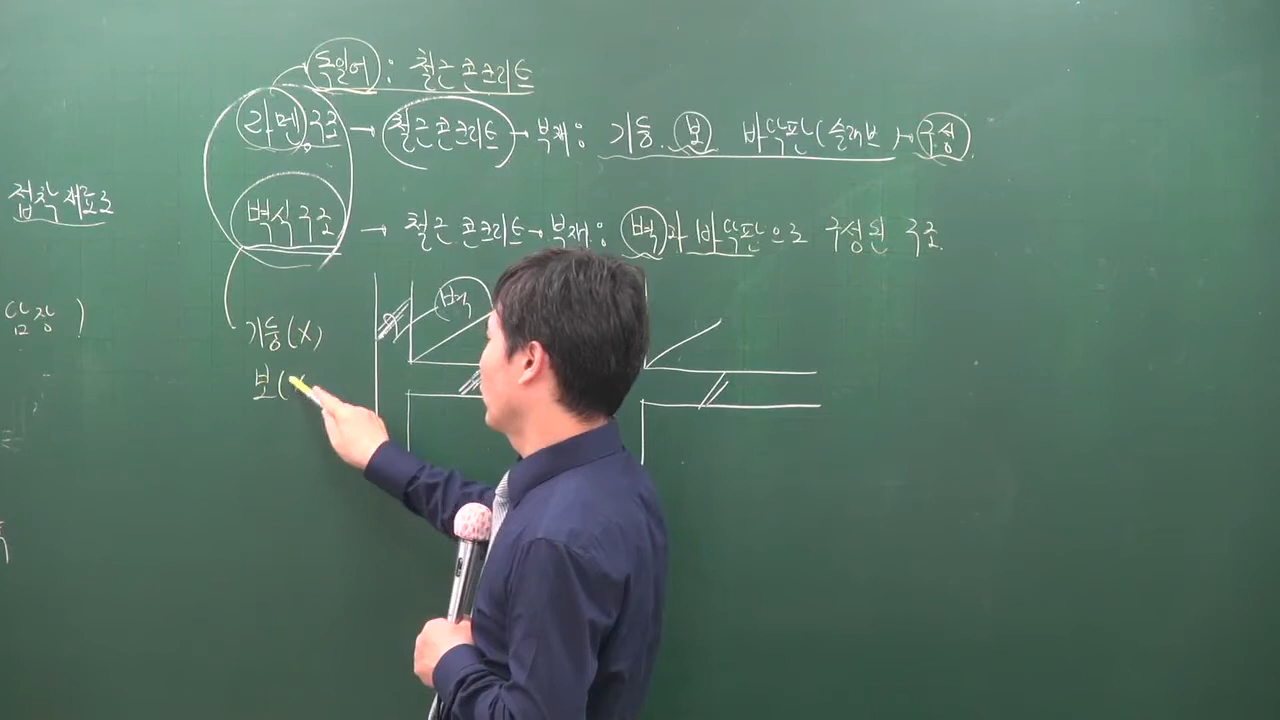 독일어 : 철근 콘크리트
라멘구조 → 철근콘크리트 → 부재 : 기둥. 보 바닥판(슬래브) → 구성.
접착제로
벽식구조 → 철근 콘크리트 → 부재 : 벽과 바닥판으로 구성된 구조.
벽
기둥(X)
보(